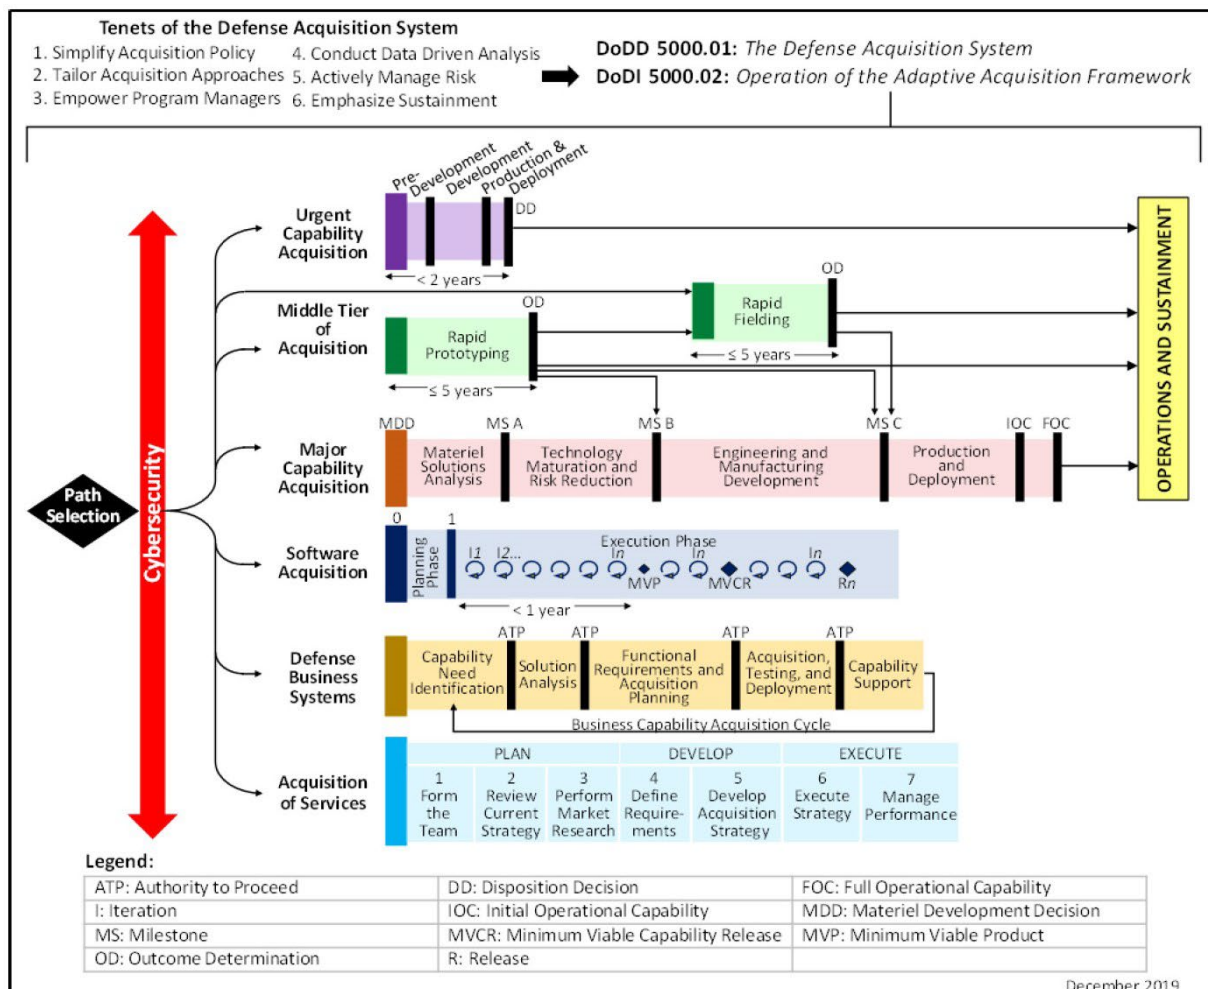 Tenets of the Defense Acquisition System
1. Simplify Acquisition Policy
2. Tailor Acquisition Approaches
3. Empower Program Managers
4. Conduct Data Driven Analysis
5. Actively Manage Risk
6. Emphasize Sustainment
DoDD 5000.01: The Defense Acquisition System
DoDI 5000.02: Operation of the Adaptive Acquisition Framework
Path
Selection
Cybersecurity
Urgent
Capability
Acquisition
Pre-
Development
Development
Production &
Deployment
DD
< 2 years
Middle Tier
of
Acquisition
Rapid
Prototyping
OD
≤ 5 years
Rapid
Fielding
OD
≤ 5 years
Major
Capability
Acquisition
MDD
MS A
MS B
MS C
IOC
FOC
Materiel
Solutions
Analysis
Technology
Maturation and
Risk Reduction
Engineering and
Manufacturing
Development
Production
and
Deployment
OPERATIONS AND SUSTAINMENT
Software
Acquisition
0
1
Planning
Phase
Execution Phase
I1
I2...
In
In
In
MVP
MVCR
Rn
< 1 year
Defense
Business
Systems
ATP
ATP
ATP
ATP
Capability
Need
Identification
Solution
Analysis
Functional
Requirements and
Acquisition
Planning
Acquisition,
Testing, and
Deployment
Capability
Support
Business Capability Acquisition Cycle
Acquisition
of Services
PLAN
DEVELOP
EXECUTE
1
Form
the
Team
2
Review
Current
Strategy
3
Perform
Market
Research
4
Define
Require-
ments
5
Develop
Acquisition
Strategy
6
Execute
Strategy
7
Manage
Performance
Legend:
ATP: Authority to Proceed
DD: Disposition Decision
FOC: Full Operational Capability
I: Iteration
IOC: Initial Operational Capability
MDD: Materiel Development Decision
MS: Milestone
MVCR: Minimum Viable Capability Release
MVP: Minimum Viable Product
OD: Outcome Determination
R: Release
December 2019